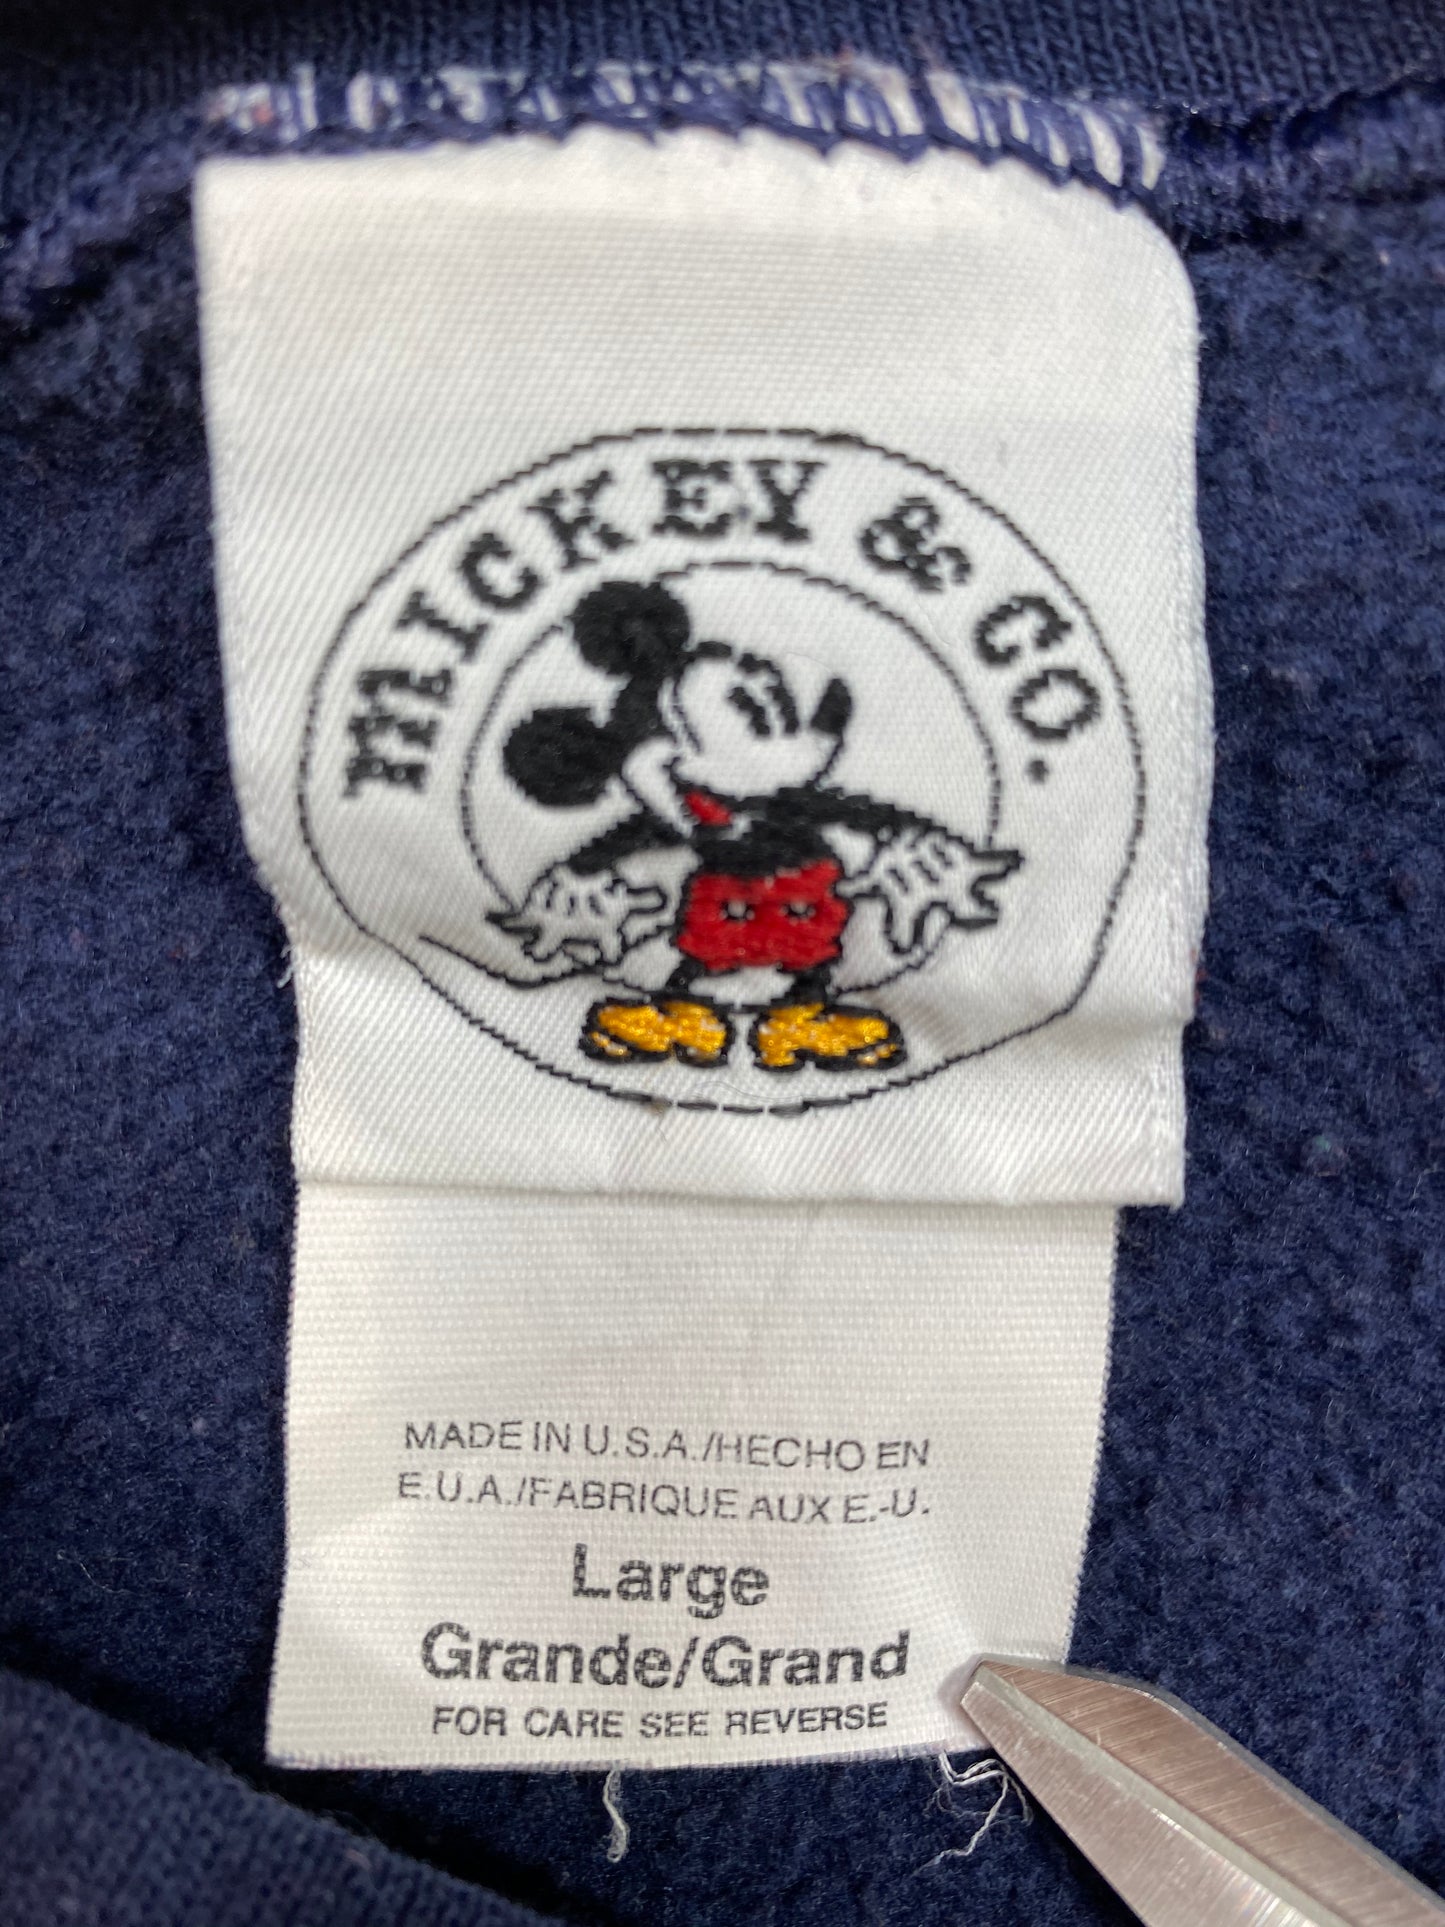 MICKEY & CO.
MADE IN U.S.A./HECHO EN
E.U.A./FABRIQUE AUX E.-U.
Large
Grande/Grand
FOR CARE SEE REVERSE